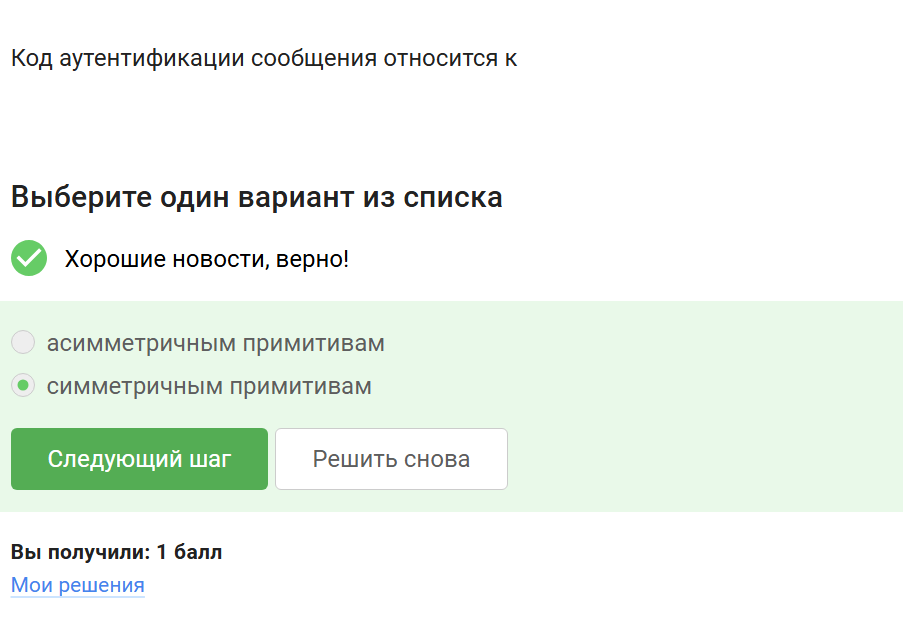 Код аутентификации сообщения относится к
Выберите один вариант из списка
Хорошие новости, верно!
асимметричным примитивам
симметричным примитивам
Следующий шаг
Решить снова
Вы получили: 1 балл
Мои решения